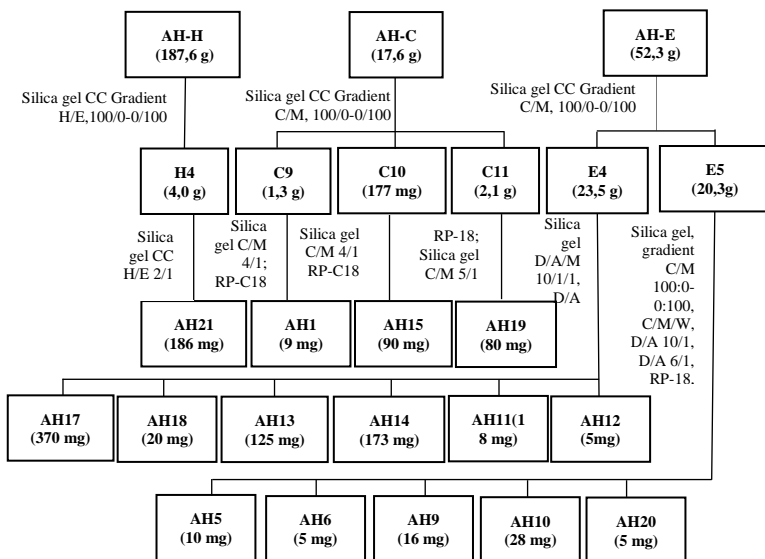 AH-H
(187,6 g)
AH-C
(17,6 g)
AH-E
(52,3 g)
Silica gel CC Gradient
H/E,100/0-0/100
Silica gel CC Gradient
C/M, 100/0-0/100
Silica gel CC Gradient
C/M, 100/0-0/100
H4
(4,0 g)
C9
(1,3 g)
C10
(177 mg)
C11
(2,1 g)
E4
(23,5 g)
E5
(20,3g)
Silica
gel CC
H/E 2/1
Silica
gel C/M
4/1;
RP-C18
Silica gel
C/M 4/1
RP-C18
RP-18;
Silica gel
C/M 5/1
Silica
gel
D/A/M
10/1/1,
D/A
Silica gel,
gradient
C/M
100:0-
0:100,
C/M/W,
D/A 10/1,
D/A 6/1,
RP-18.
AH21
(186 mg)
AH1
(9 mg)
AH15
(90 mg)
AH19
(80 mg)
AH17
(370 mg)
AH18
(20 mg)
AH13
(125 mg)
AH14
(173 mg)
AH11(1
8 mg)
AH12
(5mg)
AH5
(10 mg)
AH6
(5 mg)
AH9
(16 mg)
AH10
(28 mg)
AH20
(5 mg)